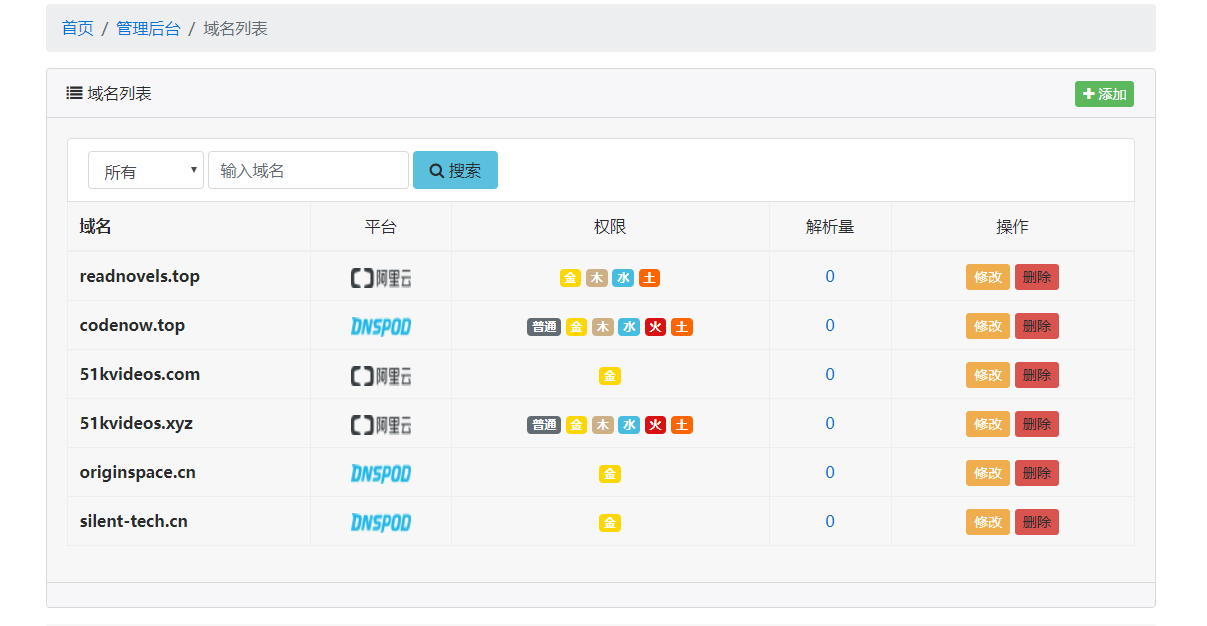 首页 / 管理后台 / 域名列表
域名列表 添加
所有 输入域名 搜索
域名 平台 权限 解析量 操作
readnovels.top 阿里云 金 木 水 土 0 修改 删除
codenow.top DNSPOD 普通 金 木 水 火 土 0 修改 删除
51kvideos.com 阿里云 金 0 修改 删除
51kvideos.xyz 阿里云 普通 金 木 水 火 土 0 修改 删除
originspace.cn DNSPOD 金 0 修改 删除
silent-tech.cn DNSPOD 金 0 修改 删除